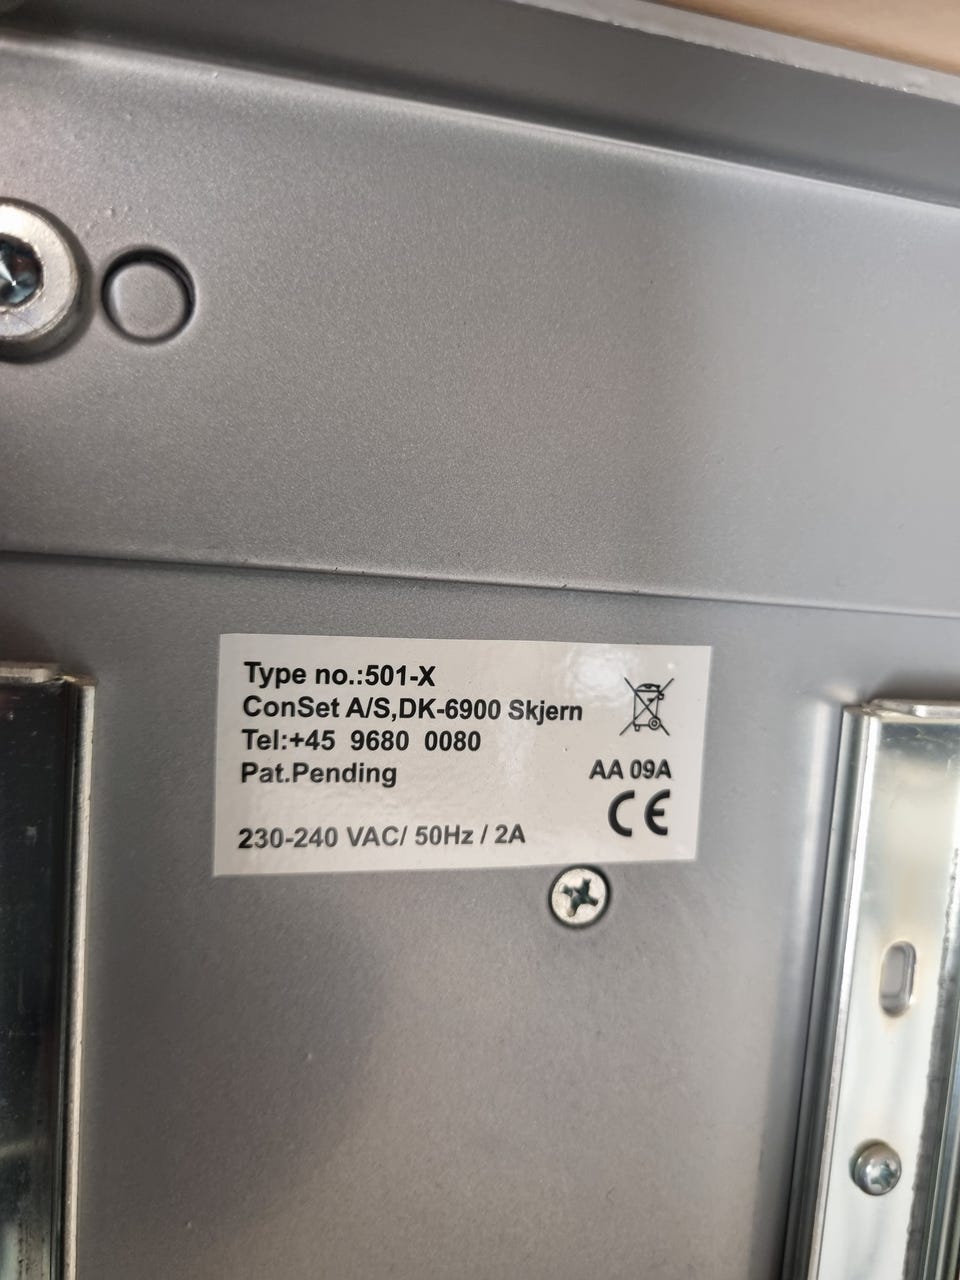 Type no.:501-X
ConSet A/S,DK-6900 Skjern
Tel:+45 9680 0080
Pat.Pending
AA 09A
CE
230-240 VAC/ 50Hz / 2A